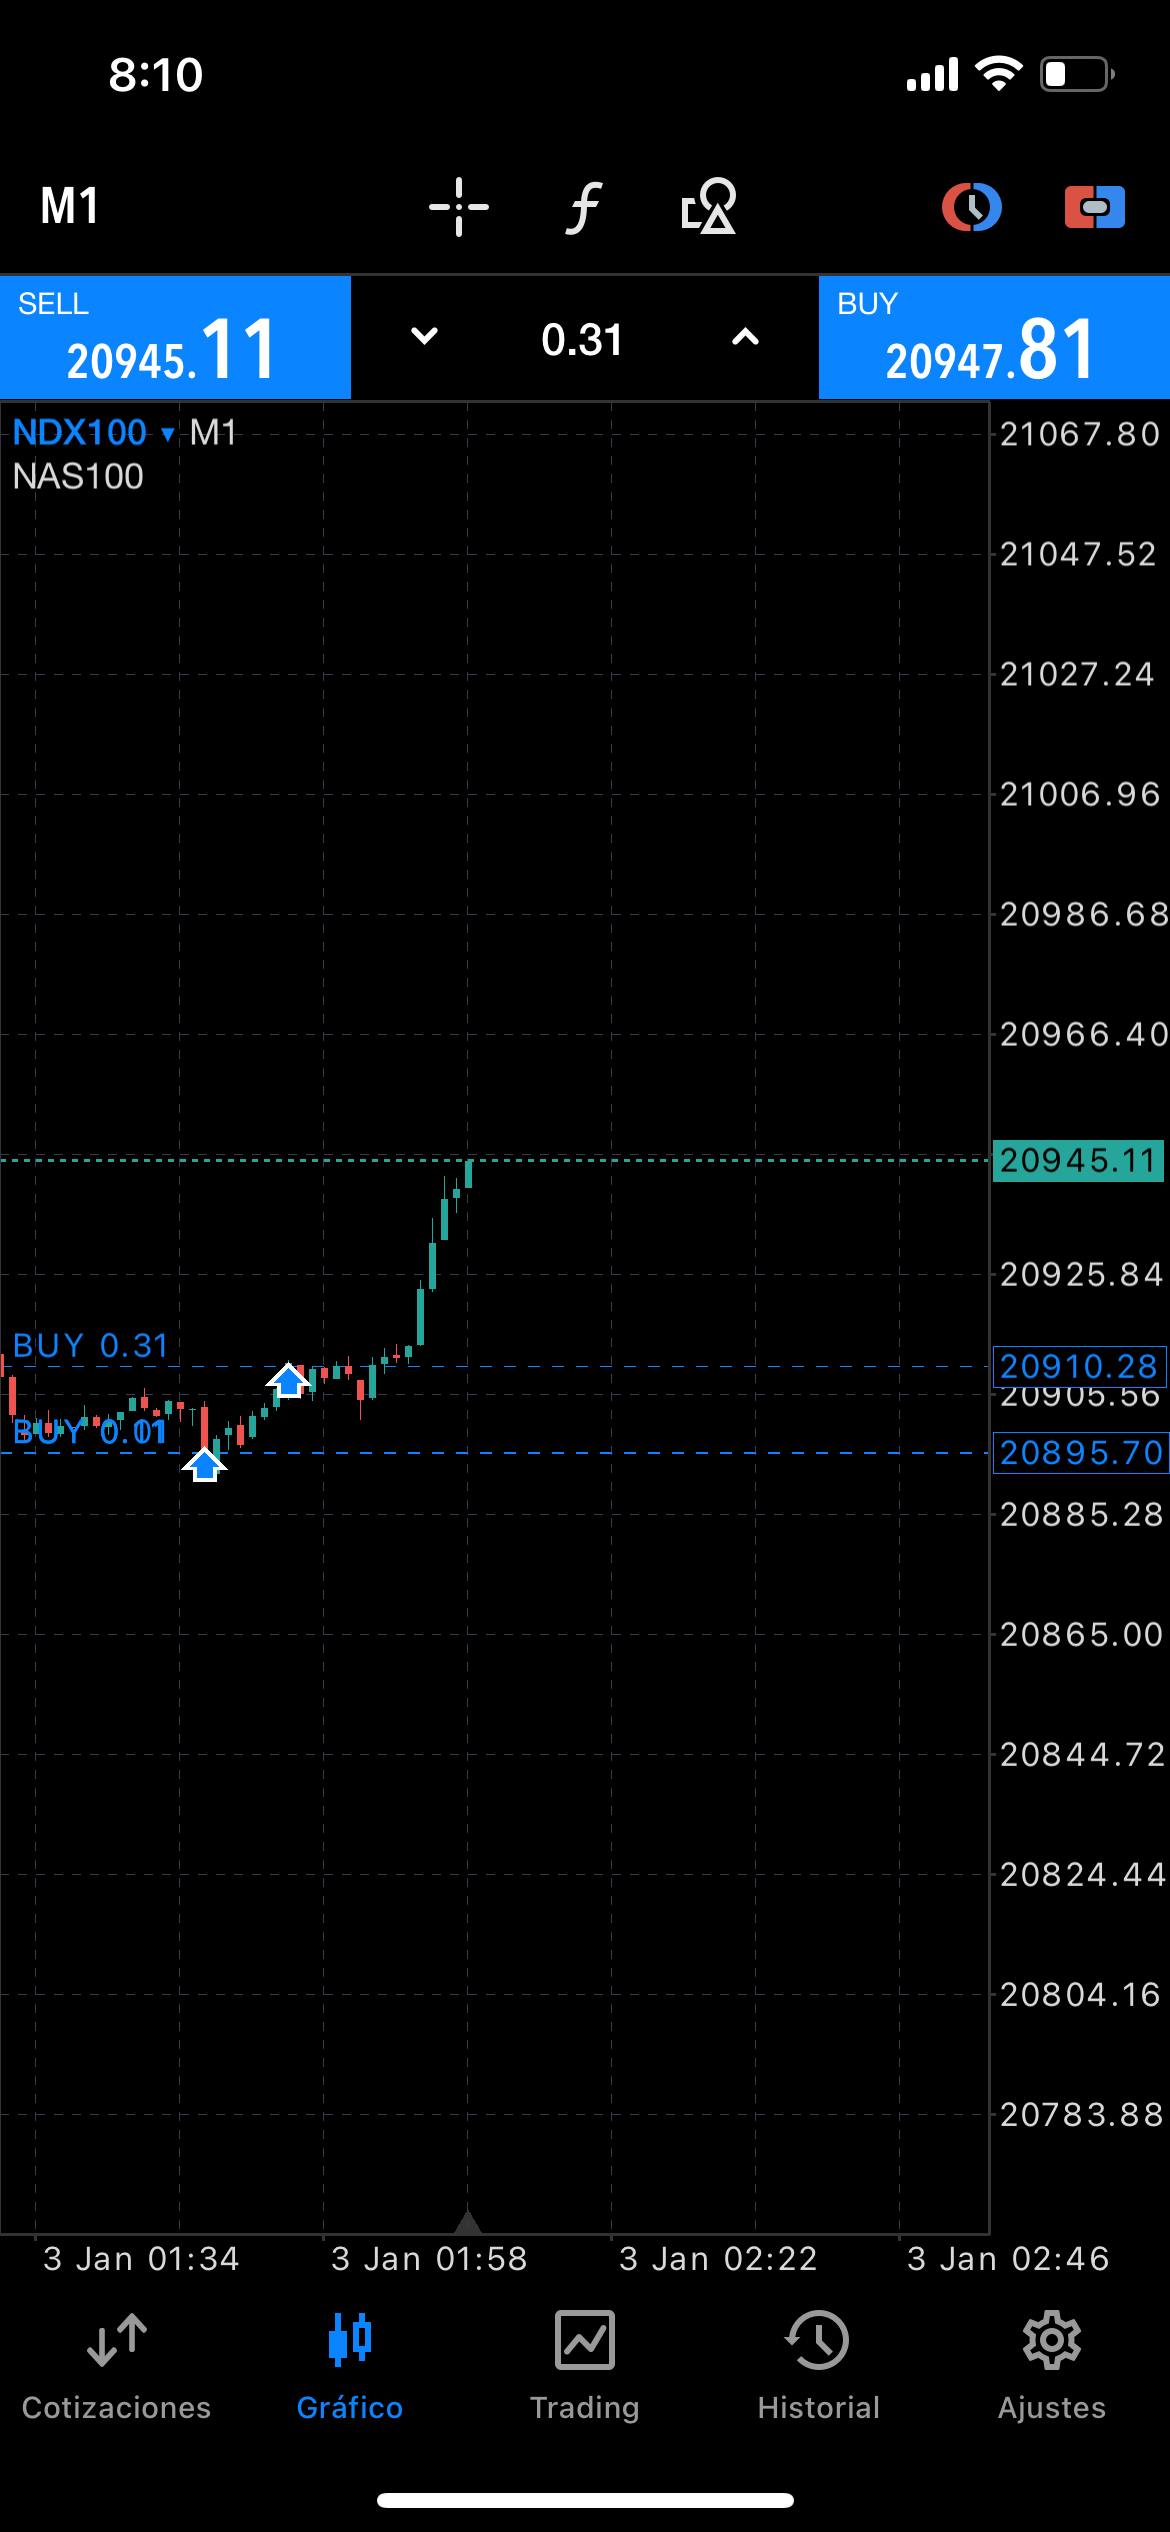 8:10
M1
SELL
20945.11
0.31
BUY
20947.81
NDX100 ▾ M1
NAS100
21067.80
21047.52
21027.24
21006.96
20986.68
20966.40
20945.11
20925.84
BUY 0.31
20910.28
20905.56
BUY 0.01
20895.70
20885.28
20865.00
20844.72
20824.44
20804.16
20783.88
3 Jan 01:34
3 Jan 01:58
3 Jan 02:22
3 Jan 02:46
Cotizaciones
Gráfico
Trading
Historial
Ajustes